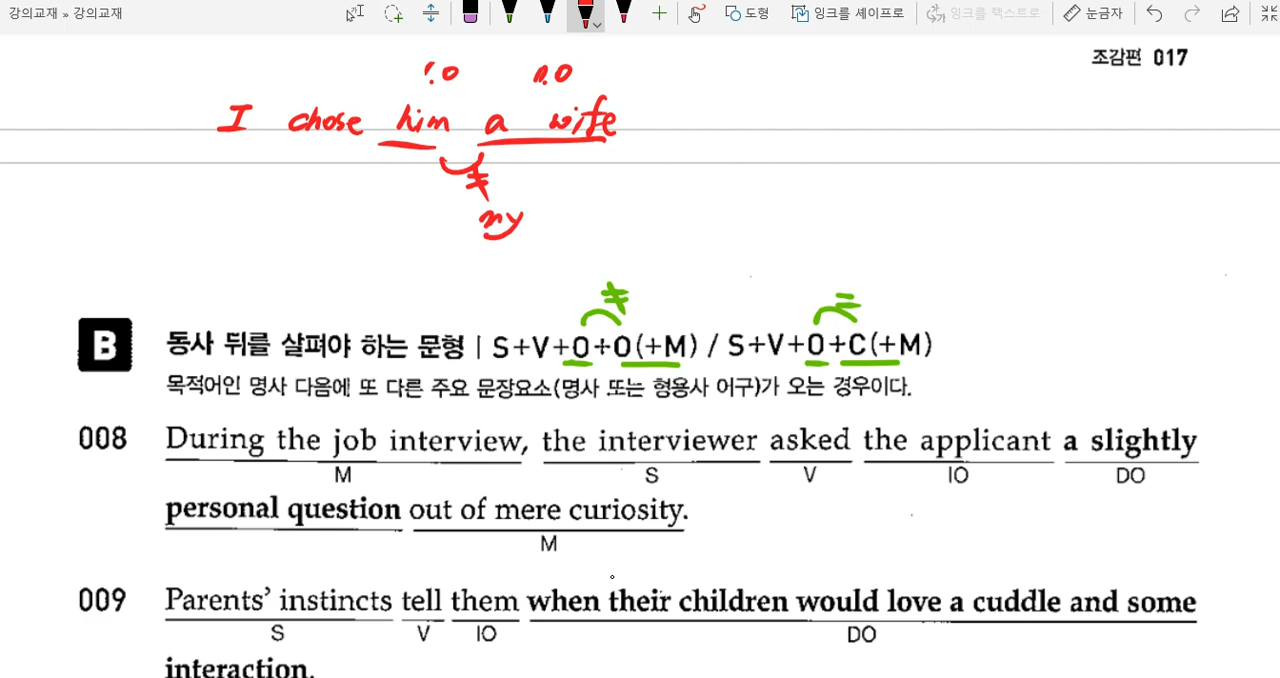 강의교재 » 강의교재
도형
잉크를 셰이프로
잉크를 텍스트로
눈금자
조감편 017
I.O D.O
I chose him a wife
≠
my
≠ =
B 동사 뒤를 살펴야 하는 문형 | S+V+O+O(+M) / S+V+O+C(+M)
목적어인 명사 다음에 또 다른 주요 문장요소(명사 또는 형용사 어구)가 오는 경우이다.
008 During the job interview, the interviewer asked the applicant a slightly
M S V IO DO
personal question out of mere curiosity.
M
009 Parents’ instincts tell them when their children would love a cuddle and some
S V IO DO
interaction.